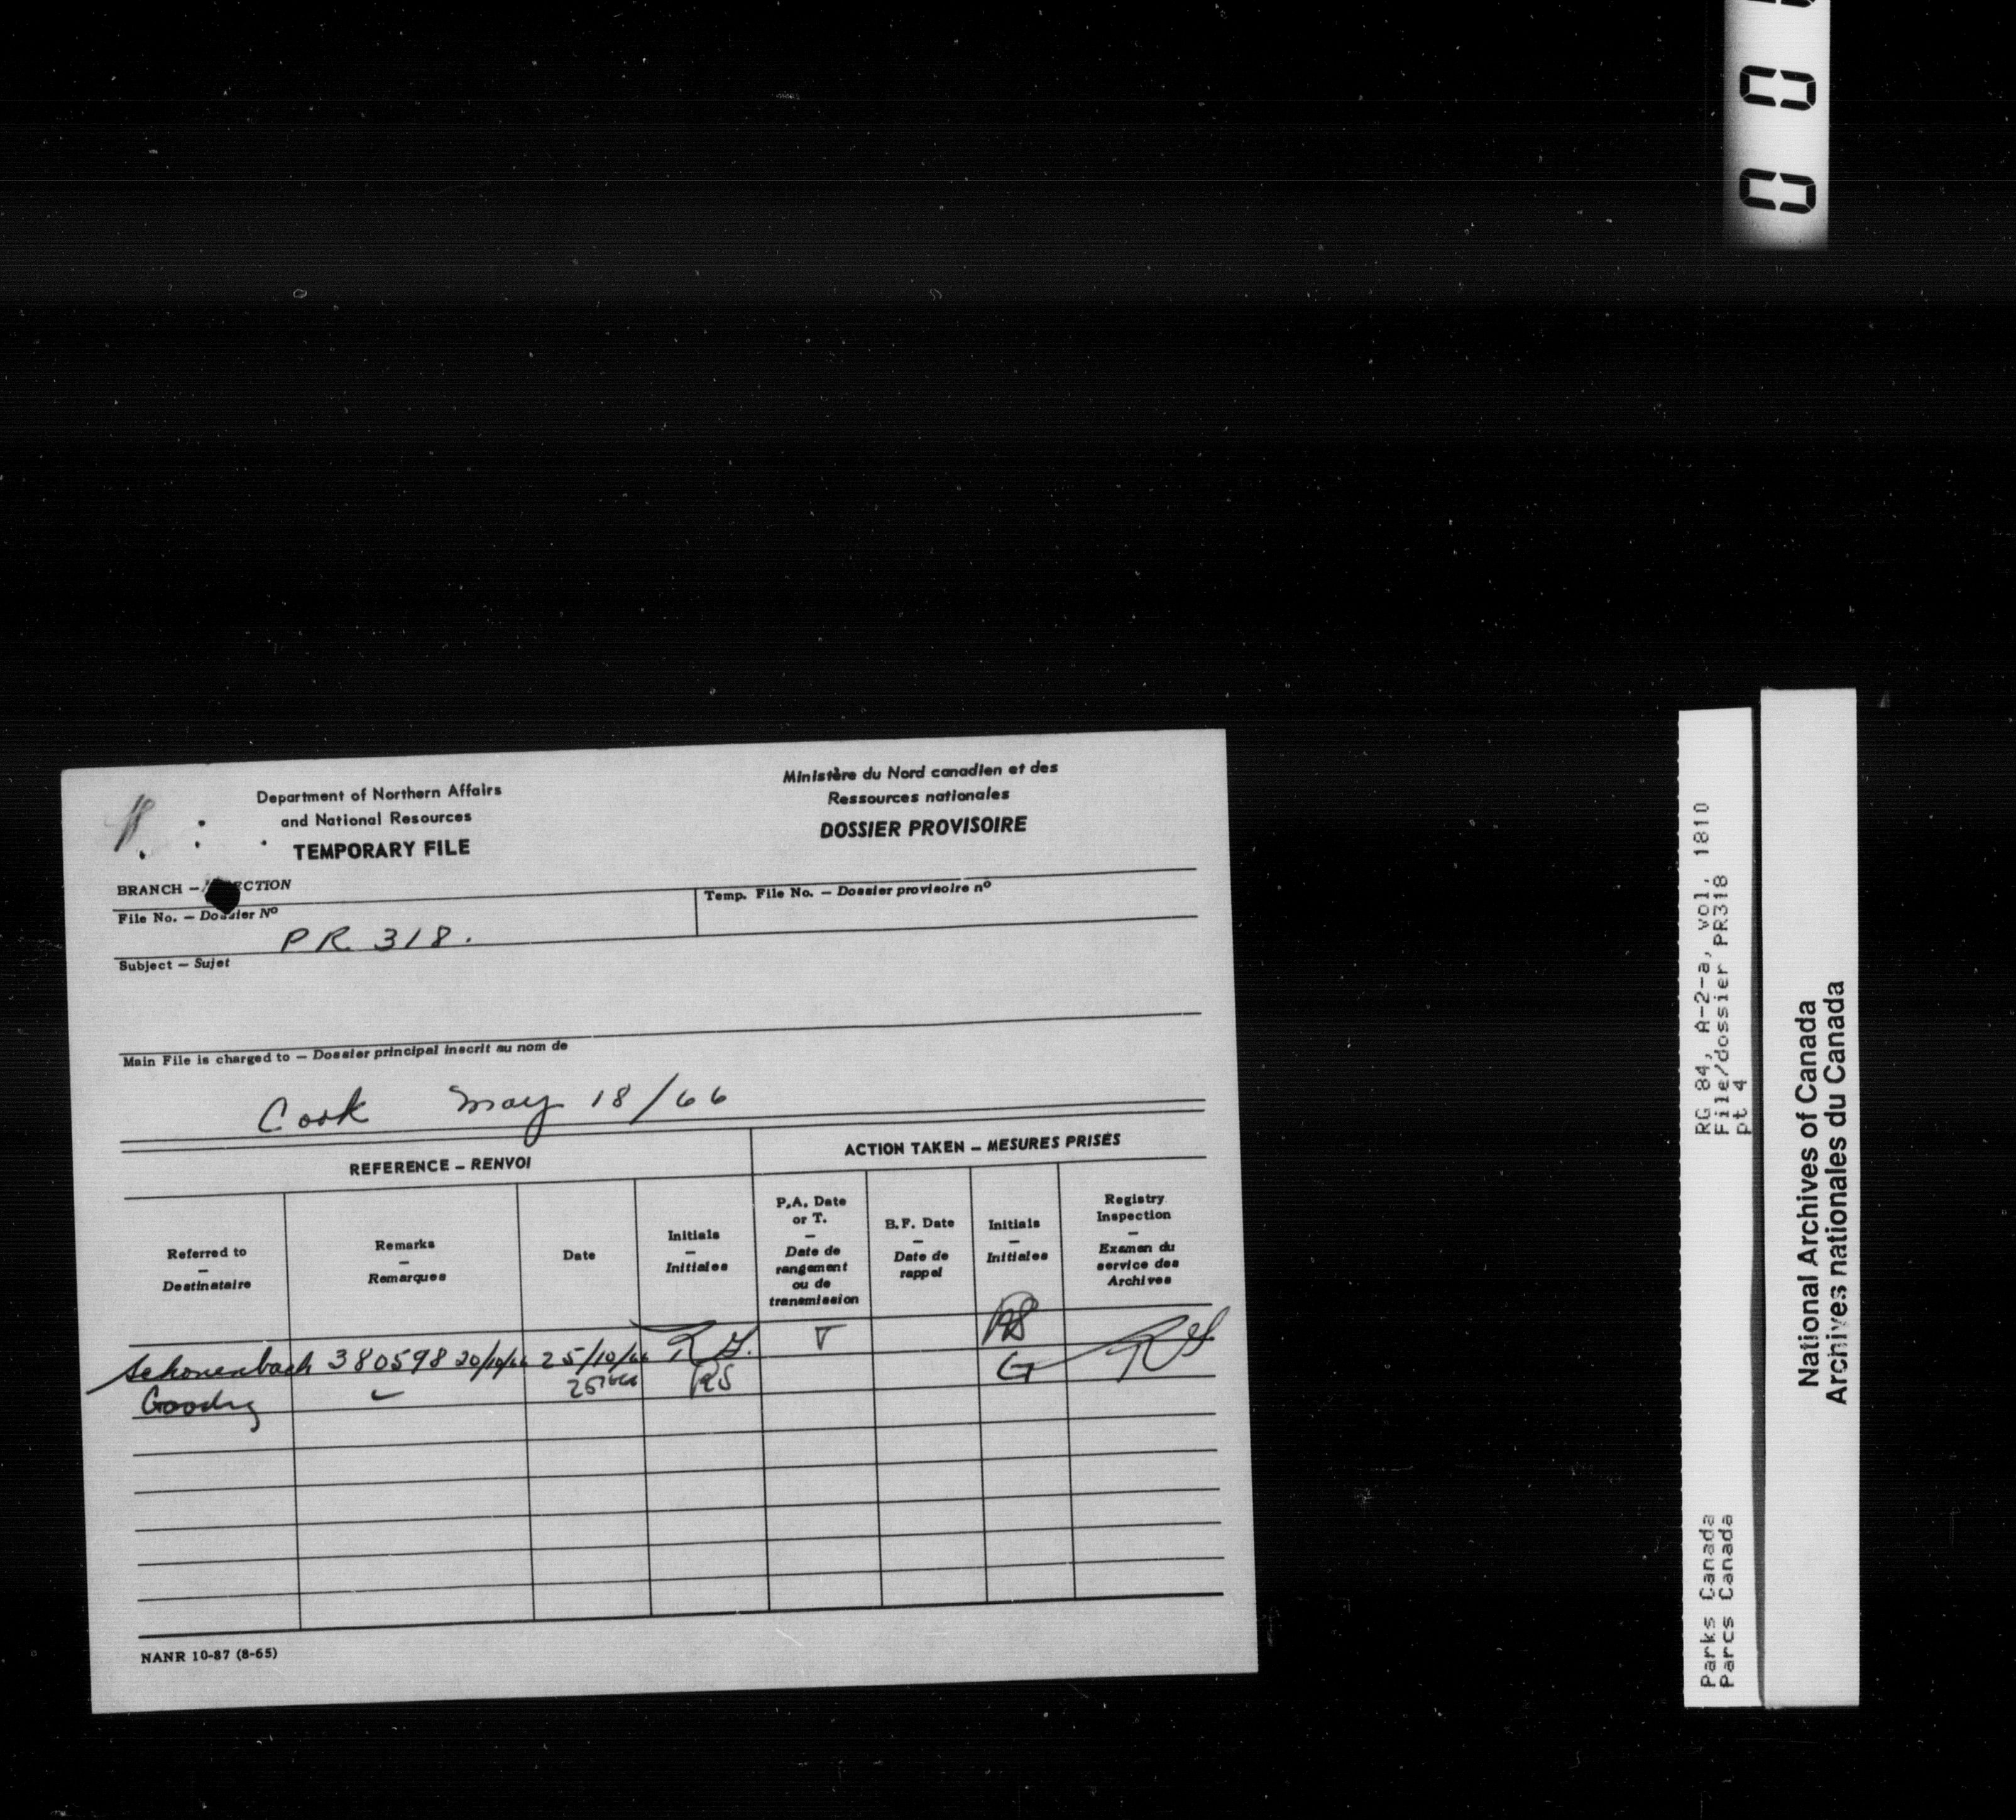 Department of Northern Affairs
and National Resources
TEMPORARY FILE
Ministère du Nord canadien et des
Ressources nationales
DOSSIER PROVISOIRE
BRANCH –
File No. – Dossier Nº
PR 318.
Temp. File No. – Dossier provisoire nº
Subject – Sujet
Main File is charged to – Dossier principal inscrit au nom de
Cook May 18/66
REFERENCE – RENVOI
ACTION TAKEN – MESURES PRISES
Referred to
–
Destinataire
Remarks
–
Remarques
Date
Initials
–
Initiales
P.A. Date
or T.
–
Date de
rangement
ou de
transmission
B.F. Date
–
Date de
rappel
Initials
–
Initiales
Registry
Inspection
–
Examen du
service des
Archives
Schonenbach 380598 20/10/66 25/10/66
RS
G
NANR 10-87 (8-65)
RG 84, A-2-a, vol. 1810
File/dossier PR318
pt 4
Parks Canada
Parcs Canada
National Archives of Canada
Archives nationales du Canada
0 0